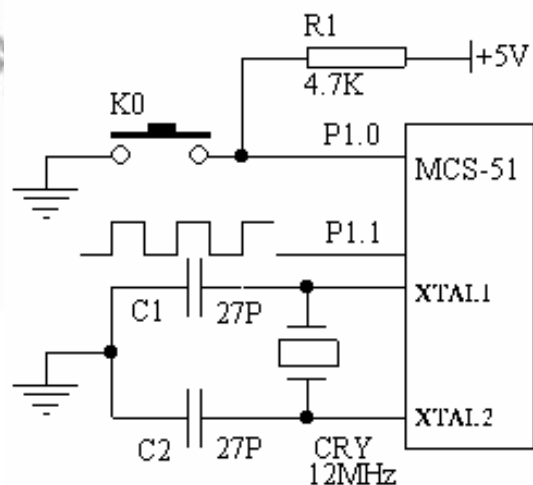 R1
+5V
4.7K
K0
P1.0
MCS-51
P1.1
XTAL1
C1 27P
XTAL2
C2 27P
CRY
12MHz